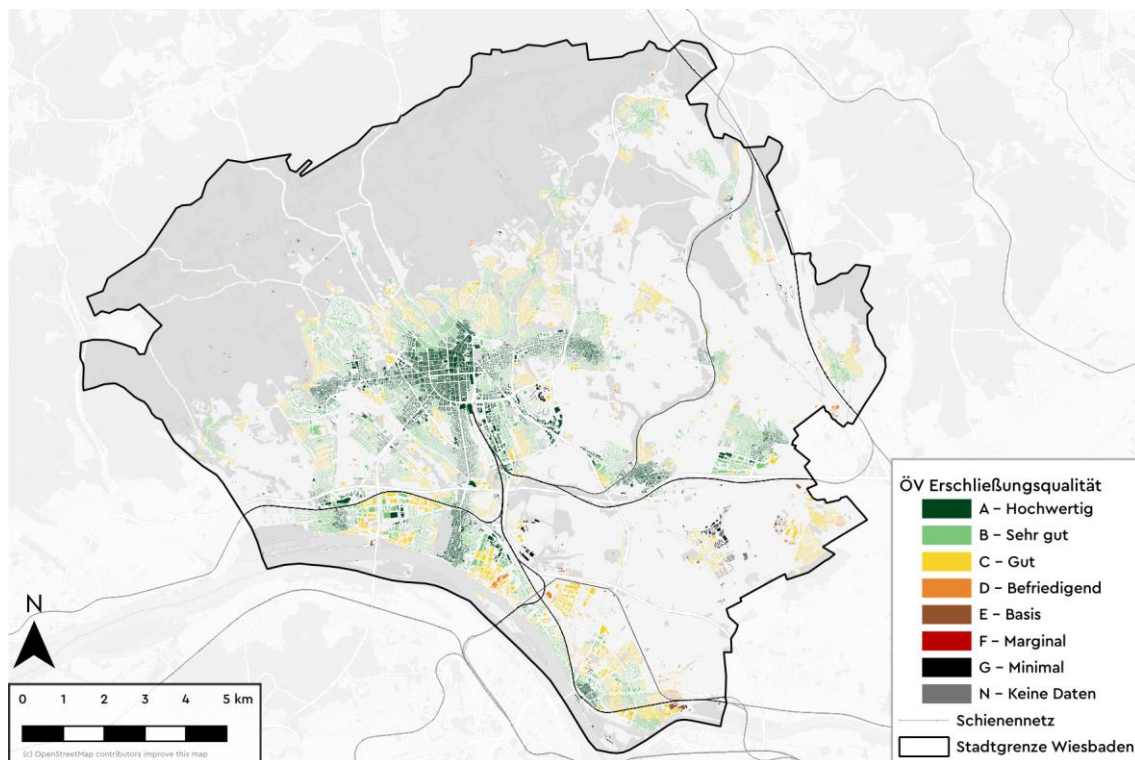 N
0 1 2 3 4 5 km
(c) OpenStreetMap contributors improve this map
ÖV Erschließungsqualität
A – Hochwertig
B – Sehr gut
C – Gut
D – Befriedigend
E – Basis
F – Marginal
G – Minimal
N – Keine Daten
Schienennetz
Stadtgrenze Wiesbaden